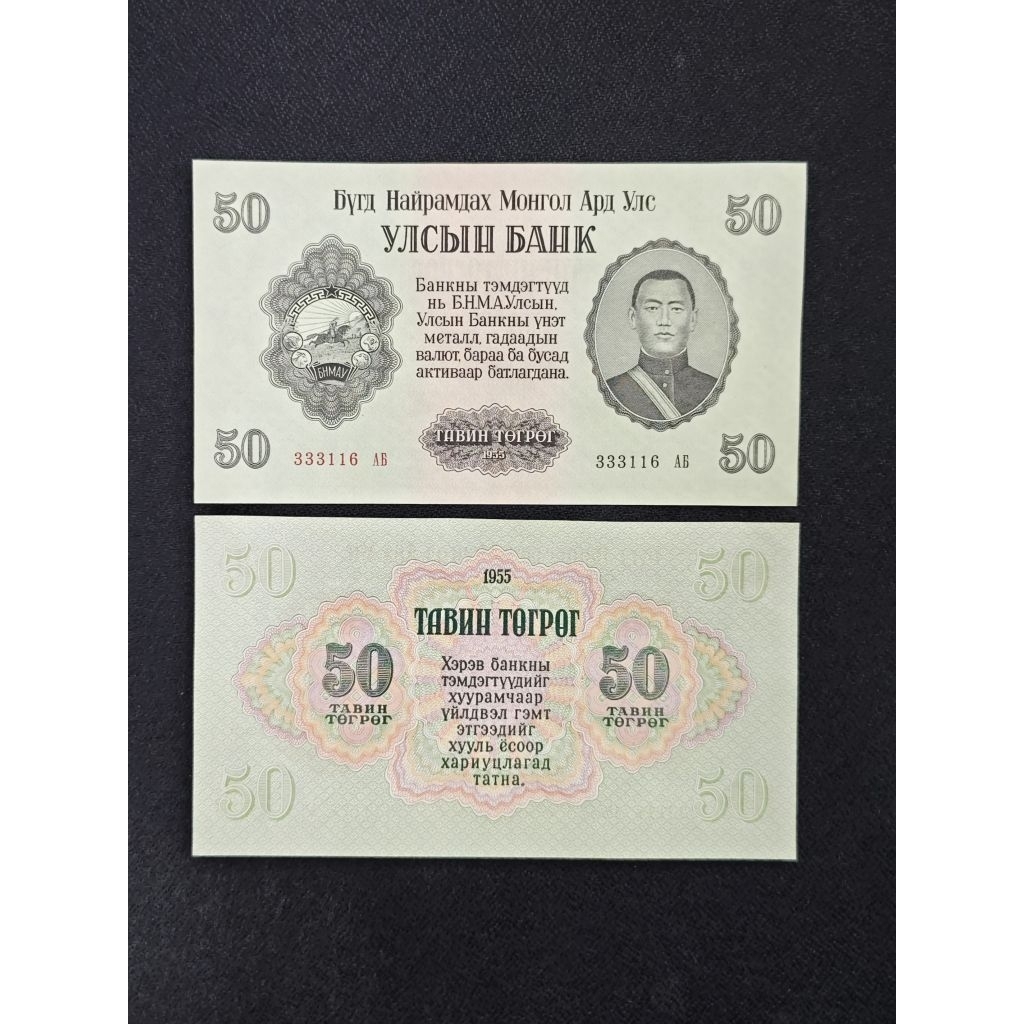 50 Бүгд Найрамдах Монгол Ард Улс 50
УЛСЫН БАНК
Банкны тэмдэгтүүд
нь Б.Н.М.А.Улсын,
Улсын Банкны үнэт
металл, гадаадын
валют, бараа ба бусад
активаар батлагдана.
БНМАУ
ТАВИН ТӨГРӨГ
1955
50 333116 АБ 333116 АБ 50
50 50
1955
ТАВИН ТӨГРӨГ
50 50
ТАВИН ТАВИН
ТӨГРӨГ ТӨГРӨГ
Хэрэв банкны
тэмдэгтүүдийг
хуурамчаар
үйлдвэл гэмт
этгээдийг
хууль ёсоор
хариуцлагад
татна.
50 50